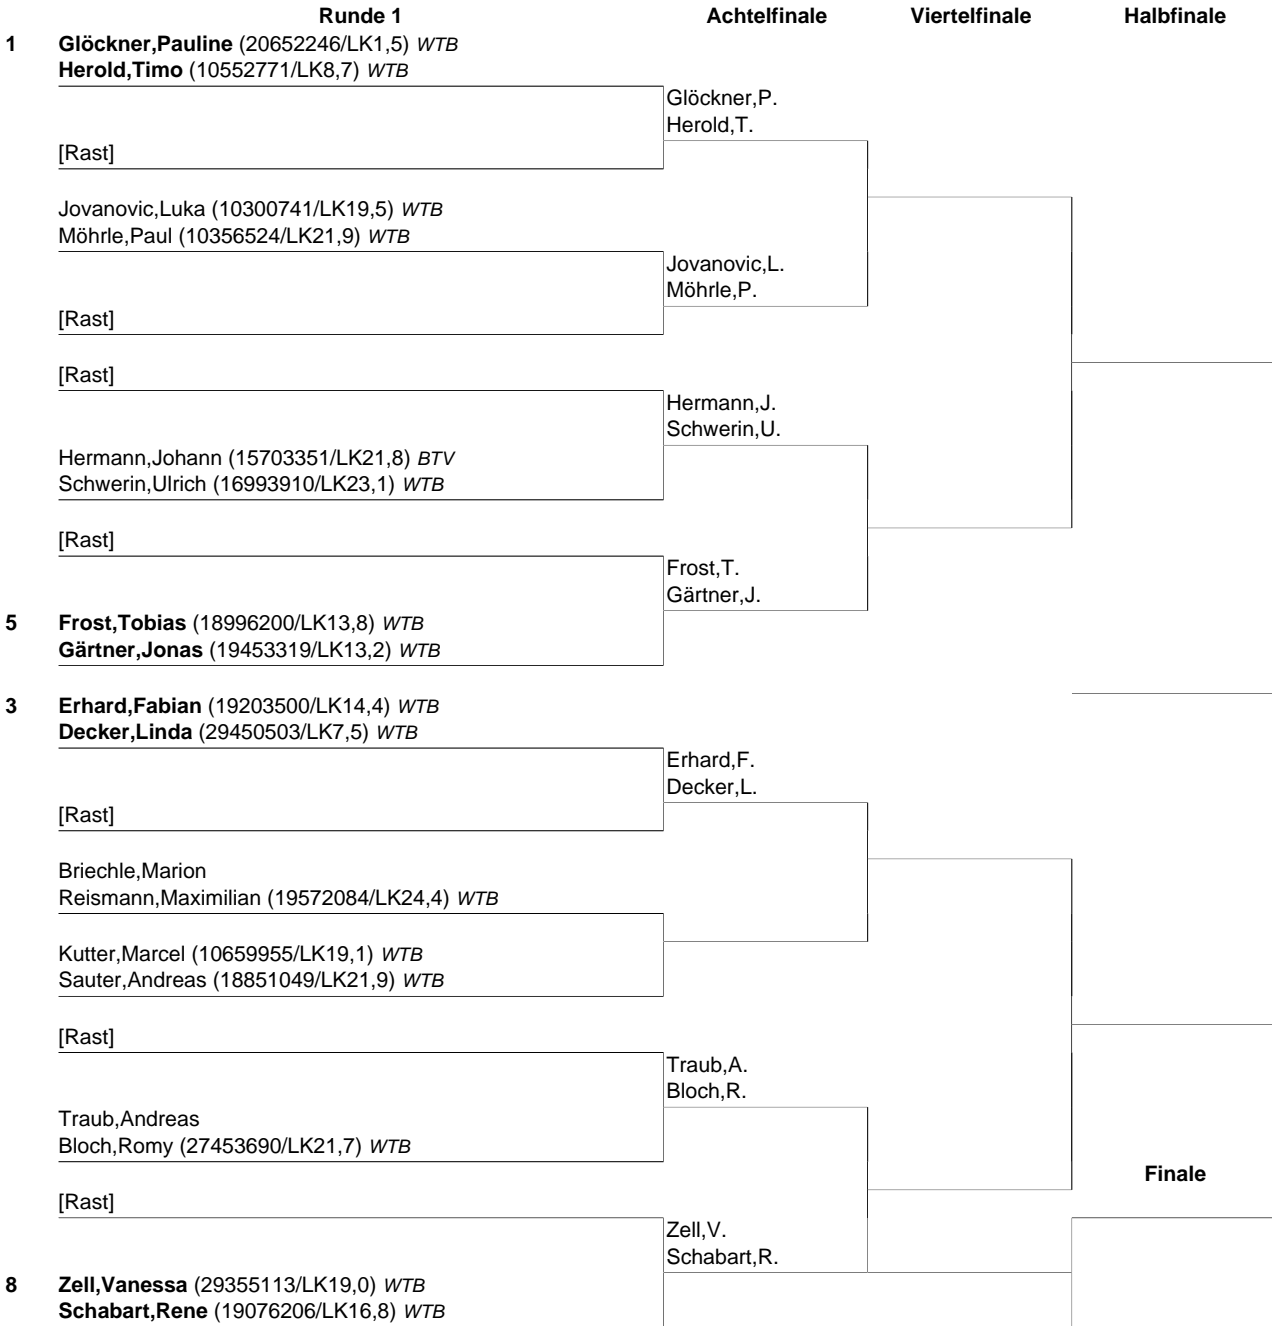 Runde 1 Achtelfinale Viertelfinale Halbfinale
1 Glöckner,Pauline (20652246/LK1,5) WTB
Herold,Timo (10552771/LK8,7) WTB
Glöckner,P.
Herold,T.
[Rast]
Jovanovic,Luka (10300741/LK19,5) WTB
Möhrle,Paul (10356524/LK21,9) WTB
Jovanovic,L.
Möhrle,P.
[Rast]
[Rast]
Hermann,J.
Schwerin,U.
Hermann,Johann (15703351/LK21,8) BTV
Schwerin,Ulrich (16993910/LK23,1) WTB
[Rast]
Frost,T.
Gärtner,J.
5 Frost,Tobias (18996200/LK13,8) WTB
Gärtner,Jonas (19453319/LK13,2) WTB
3 Erhard,Fabian (19203500/LK14,4) WTB
Decker,Linda (29450503/LK7,5) WTB
Erhard,F.
Decker,L.
[Rast]
Briechle,Marion
Reismann,Maximilian (19572084/LK24,4) WTB
Kutter,Marcel (10659955/LK19,1) WTB
Sauter,Andreas (18851049/LK21,9) WTB
[Rast]
Traub,A.
Bloch,R.
Traub,Andreas
Bloch,Romy (27453690/LK21,7) WTB
Finale
[Rast]
Zell,V.
Schabart,R.
8 Zell,Vanessa (29355113/LK19,0) WTB
Schabart,Rene (19076206/LK16,8) WTB